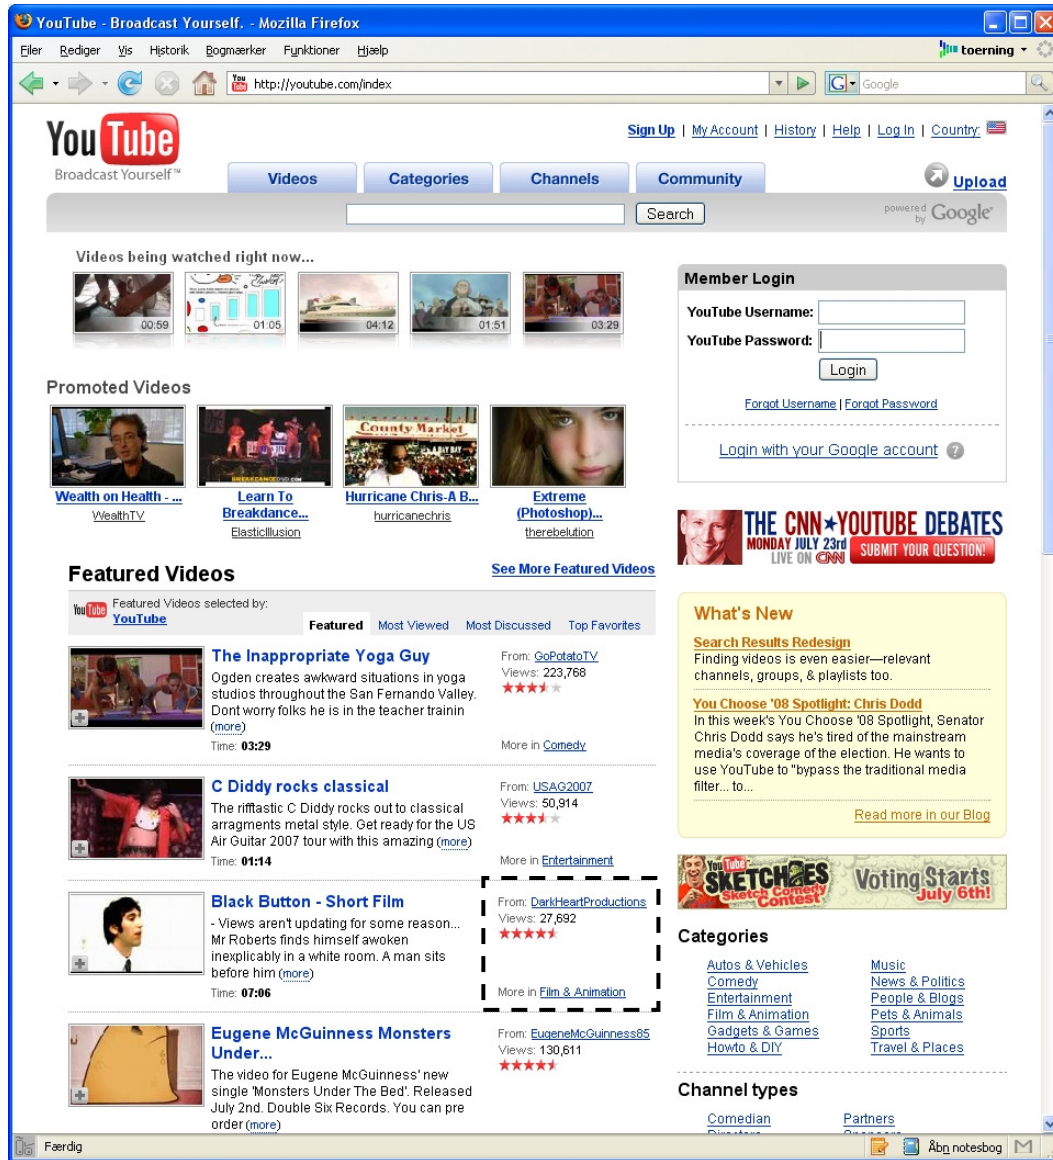 YouTube - Broadcast Yourself. - Mozilla Firefox
Filer Rediger Vis Historik Bogmærker Funktioner Hjælp
toerning
http://youtube.com/index
Google
You Tube
Broadcast Yourself™
Sign Up | My Account | History | Help | Log In | Country:
Videos Categories Channels Community
Upload
Search
powered by Google
Videos being watched right now...
00:59 01:05 04:12 01:51 03:29
Promoted Videos
County Market
Wealth on Health - ...
WealthTV
Learn To
Breakdance...
ElasticIllusion
Hurricane Chris-A B...
hurricanechris
Extreme
(Photoshop)...
therebelution
Member Login
YouTube Username:
YouTube Password:
Login
Forgot Username | Forgot Password
Login with your Google account ?
THE CNN★YOUTUBE DEBATES
MONDAY JULY 23rd
LIVE ON CNN
SUBMIT YOUR QUESTION!
Featured Videos
See More Featured Videos
You Tube
Featured Videos selected by:
YouTube
Featured Most Viewed Most Discussed Top Favorites
The Inappropriate Yoga Guy
Ogden creates awkward situations in yoga
studios throughout the San Fernando Valley.
Dont worry folks he is in the teacher trainin
(more)
Time: 03:29
From: GoPotatoTV
Views: 223,768
More in Comedy
C Diddy rocks classical
The rifftastic C Diddy rocks out to classical
arragments metal style. Get ready for the US
Air Guitar 2007 tour with this amazing (more)
Time: 01:14
From: USAG2007
Views: 50,914
More in Entertainment
Black Button - Short Film
- Views aren't updating for some reason...
Mr Roberts finds himself awoken
inexplicably in a white room. A man sits
before him (more)
Time: 07:06
From: DarkHeartProductions
Views: 27,692
More in Film & Animation
Eugene McGuinness Monsters
Under...
The video for Eugene McGuinness' new
single 'Monsters Under The Bed'. Released
July 2nd. Double Six Records. You can pre
order (more)
From: EugeneMcGuinness85
Views: 130,611
What's New
Search Results Redesign
Finding videos is even easier—relevant
channels, groups, & playlists too.
You Choose '08 Spotlight: Chris Dodd
In this week's You Choose '08 Spotlight, Senator
Chris Dodd says he's tired of the mainstream
media's coverage of the election. He wants to
use YouTube to "bypass the traditional media
filter... to...
Read more in our Blog
You Tube
SKETCHIES
Sketch Comedy
Contest
Voting Starts
July 6th!
Categories
Autos & Vehicles
Comedy
Entertainment
Film & Animation
Gadgets & Games
Howto & DIY
Music
News & Politics
People & Blogs
Pets & Animals
Sports
Travel & Places
Channel types
Comedian
Partners
Færdig
Åbn notesbog